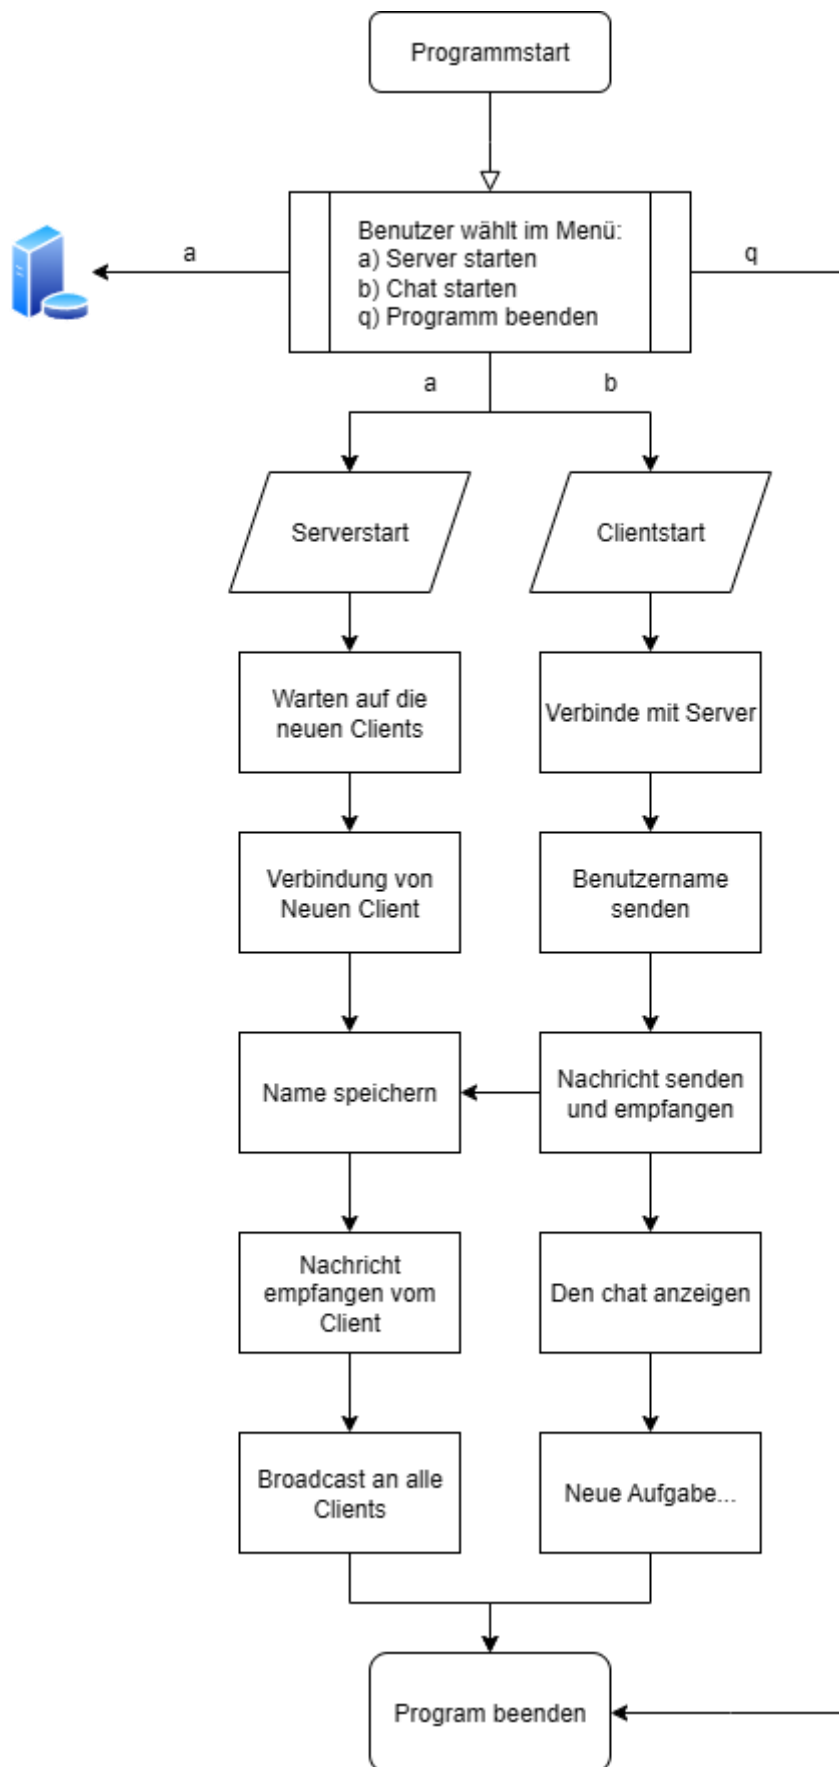 Programmstart
Benutzer wählt im Menü:
a) Server starten
b) Chat starten
q) Programm beenden
a
q
a
b
Serverstart
Clientstart
Warten auf die
neuen Clients
Verbinde mit Server
Verbindung von
Neuen Client
Benutzername
senden
Name speichern
Nachricht senden
und empfangen
Nachricht
empfangen vom
Client
Den chat anzeigen
Broadcast an alle
Clients
Neue Aufgabe...
Program beenden